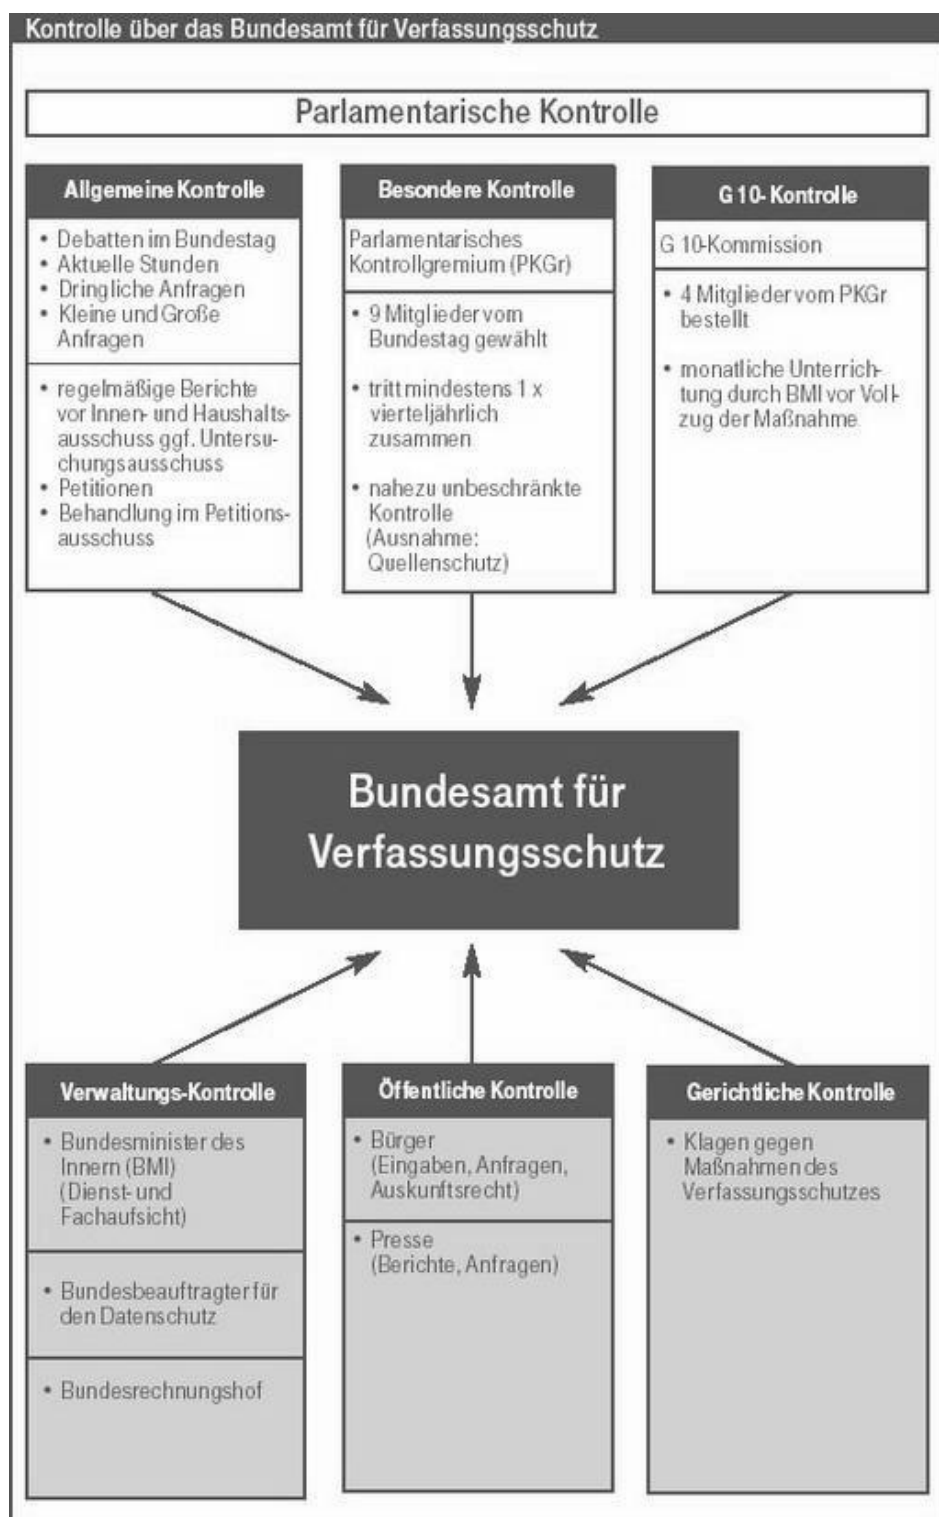 Kontrolle über das Bundesamt für Verfassungsschutz
Parlamentarische Kontrolle
Allgemeine Kontrolle
• Debatten im Bundestag
• Aktuelle Stunden
• Dringliche Anfragen
• Kleine und Große
Anfragen
• regelmäßige Berichte
vor Innen- und Haushalts-
ausschuss ggf. Untersu-
chungsausschuss
• Petitionen
• Behandlung im Petitions-
ausschuss
Besondere Kontrolle
Parlamentarisches
Kontrollgremium (PKGr)
• 9 Mitglieder vom
Bundestag gewählt
• tritt mindestens 1 x
vierteljährlich
zusammen
• nahezu unbeschränkte
Kontrolle
(Ausnahme:
Quellenschutz)
G 10- Kontrolle
G 10-Kommission
• 4 Mitglieder vom PKGr
bestellt
• monatliche Unterrich-
tung durch BMI vor Voll-
zug der Maßnahme
Bundesamt für
Verfassungsschutz
Verwaltungs-Kontrolle
• Bundesminister des
Innern (BMI)
(Dienst- und
Fachaufsicht)
• Bundesbeauftragter für
den Datenschutz
• Bundesrechnungshof
Öffentliche Kontrolle
• Bürger
(Eingaben, Anfragen,
Auskunftsrecht)
• Presse
(Berichte, Anfragen)
Gerichtliche Kontrolle
• Klagen gegen
Maßnahmen des
Verfassungsschutzes